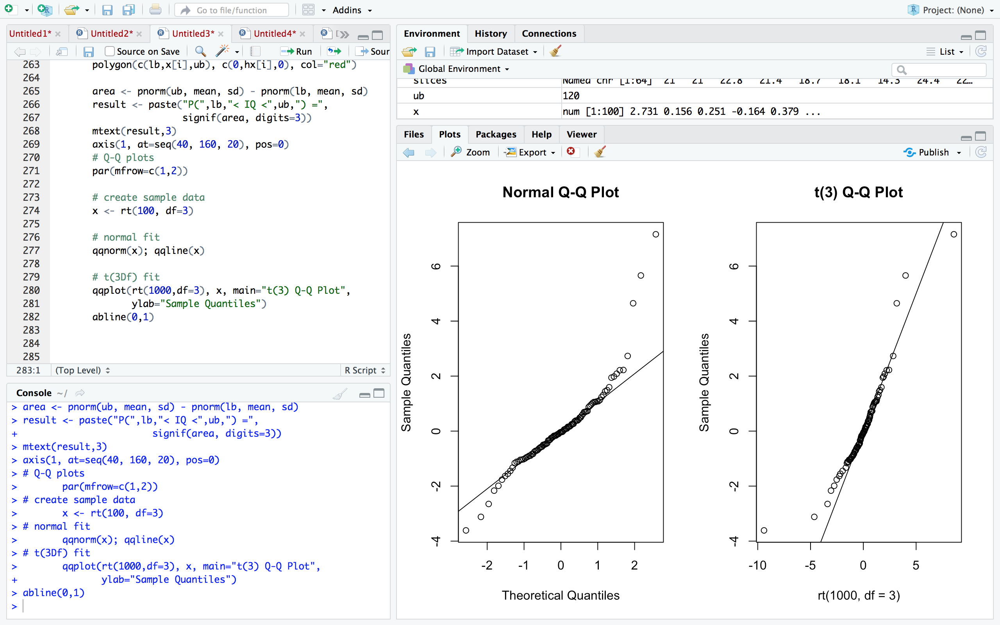 Go to file/function
Addins
Project: (None)
Untitled1*
Untitled2*
Untitled3*
Untitled4*
Source on Save
Run
Sour
263 polygon(c(lb,x[i],ub), c(0,hx[i],0), col="red")
264
265 area <- pnorm(ub, mean, sd) - pnorm(lb, mean, sd)
266 result <- paste("P(",lb,"< IQ <",ub,") =",
267 signif(area, digits=3))
268 mtext(result,3)
269 axis(1, at=seq(40, 160, 20), pos=0)
270 # Q-Q plots
271 par(mfrow=c(1,2))
272
273 # create sample data
274 x <- rt(100, df=3)
275
276 # normal fit
277 qqnorm(x); qqline(x)
278
279 # t(3Df) fit
280 qqplot(rt(1000,df=3), x, main="t(3) Q-Q Plot",
281 ylab="Sample Quantiles")
282 abline(0,1)
283
284
285
283:1 (Top Level) R Script
Console ~/
> area <- pnorm(ub, mean, sd) - pnorm(lb, mean, sd)
> result <- paste("P(",lb,"< IQ <",ub,") =",
+ signif(area, digits=3))
> mtext(result,3)
> axis(1, at=seq(40, 160, 20), pos=0)
> # Q-Q plots
> par(mfrow=c(1,2))
> # create sample data
> x <- rt(100, df=3)
> # normal fit
> qqnorm(x); qqline(x)
> # t(3Df) fit
> qqplot(rt(1000,df=3), x, main="t(3) Q-Q Plot",
+ ylab="Sample Quantiles")
> abline(0,1)
>
Environment History Connections
Import Dataset List
Global Environment
slices Named chr [1:64] 21 21 22.8 21.4 18.7 18.1 14.3 24.4 22…
ub 120
x num [1:100] 2.731 0.156 0.251 -0.164 0.379 ...
Files Plots Packages Help Viewer
Zoom Export Publish
Normal Q-Q Plot
Sample Quantiles
6
4
2
0
-2
-4
-2 -1 0 1 2
Theoretical Quantiles
t(3) Q-Q Plot
Sample Quantiles
6
4
2
0
-2
-4
-10 -5 0 5
rt(1000, df = 3)